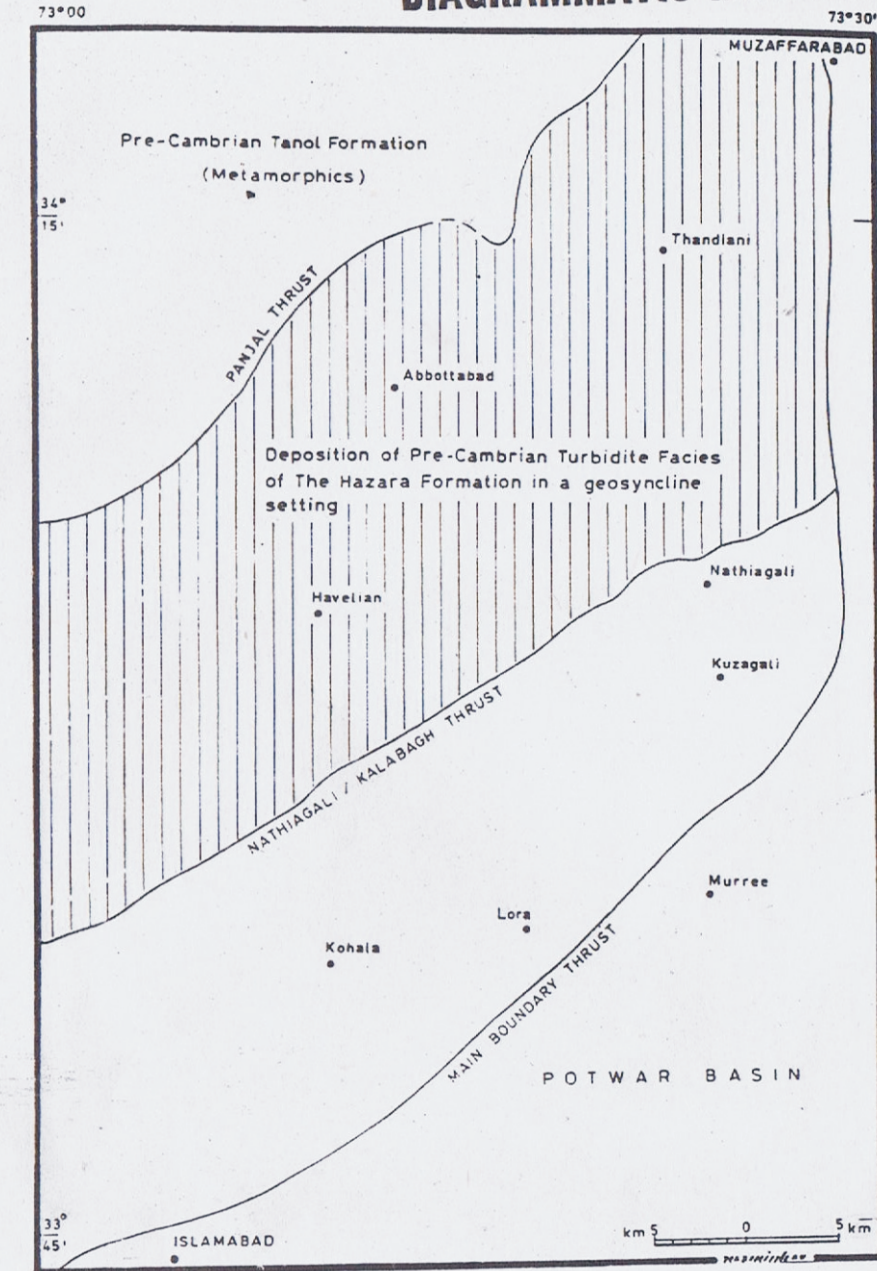 73°00
73°30'
MUZAFFARABAD
Pre-Cambrian Tanol Formation
(Metamorphics)
34°
15'
Thandiani
PANJAL THRUST
Abbottabad
Deposition of Pre-Cambrian Turbidite Facies
of The Hazara Formation in a geosyncline
setting
Nathiagali
Havelian
Kuzagali
NATHIAGALI / KALABAGH THRUST
Murree
Lora
Kohala
MAIN BOUNDARY THRUST
POTWAR BASIN
33°
45'
ISLAMABAD
km 5 0 5 km